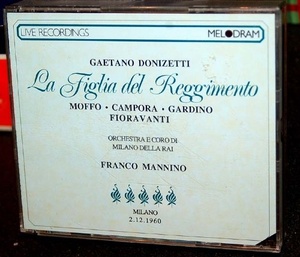 LIVE RECORDINGS MELODRAM
GAETANO DONIZETTI
La Figlia del Reggimento
MOFFO • CAMPORA • GARDINO
FIORAVANTI
ORCHESTRA E CORO DI
MILANO DELLA RAI
FRANCO MANNINO
MILANO
2.12.1960